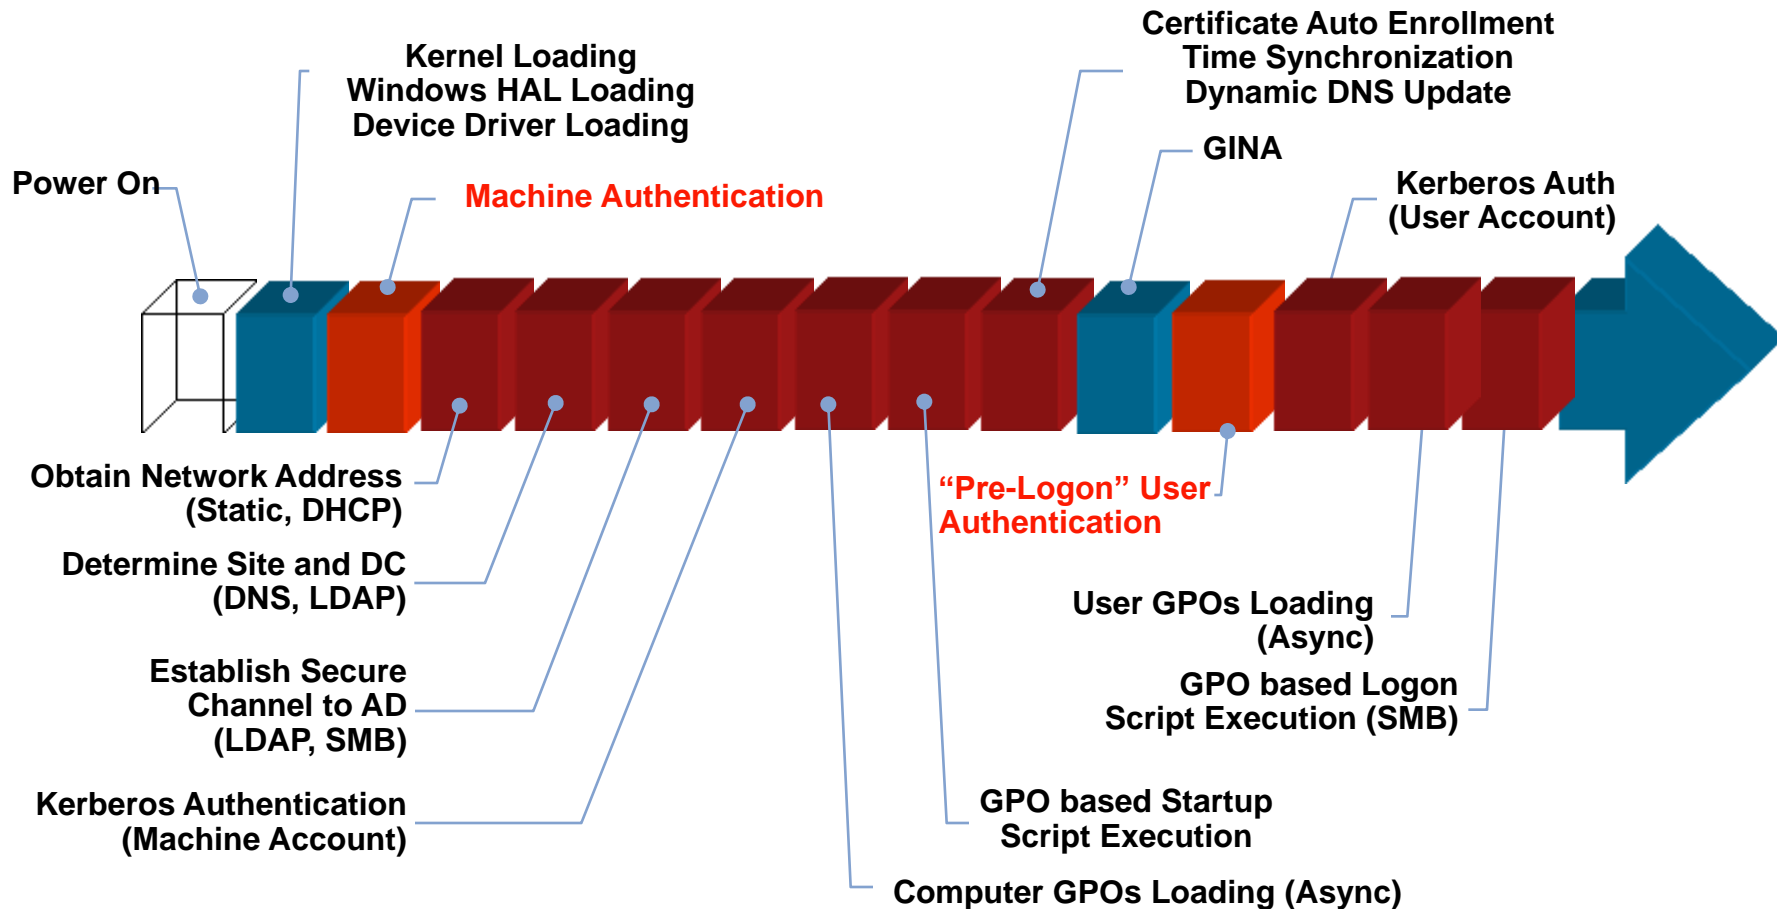 Certificate Auto Enrollment
Time Synchronization
Dynamic DNS Update
Kernel Loading
Windows HAL Loading
Device Driver Loading
GINA
Power On
Machine Authentication
Kerberos Auth
(User Account)
Obtain Network Address
(Static, DHCP)
“Pre-Logon” User
Authentication
Determine Site and DC
(DNS, LDAP)
User GPOs Loading
(Async)
Establish Secure
Channel to AD
(LDAP, SMB)
GPO based Logon
Script Execution (SMB)
Kerberos Authentication
(Machine Account)
GPO based Startup
Script Execution
Computer GPOs Loading (Async)